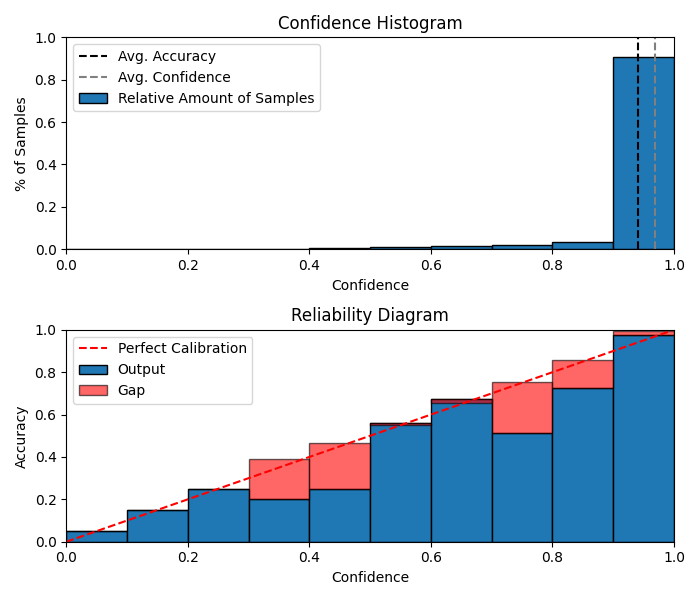 Confidence Histogram
1.0
0.8
0.6
0.4
0.2
0.0
% of Samples
Avg. Accuracy
Avg. Confidence
Relative Amount of Samples
0.0 0.2 0.4 0.6 0.8 1.0
Confidence
Reliability Diagram
1.0
0.8
0.6
0.4
0.2
0.0
Accuracy
Perfect Calibration
Output
Gap
0.0 0.2 0.4 0.6 0.8 1.0
Confidence